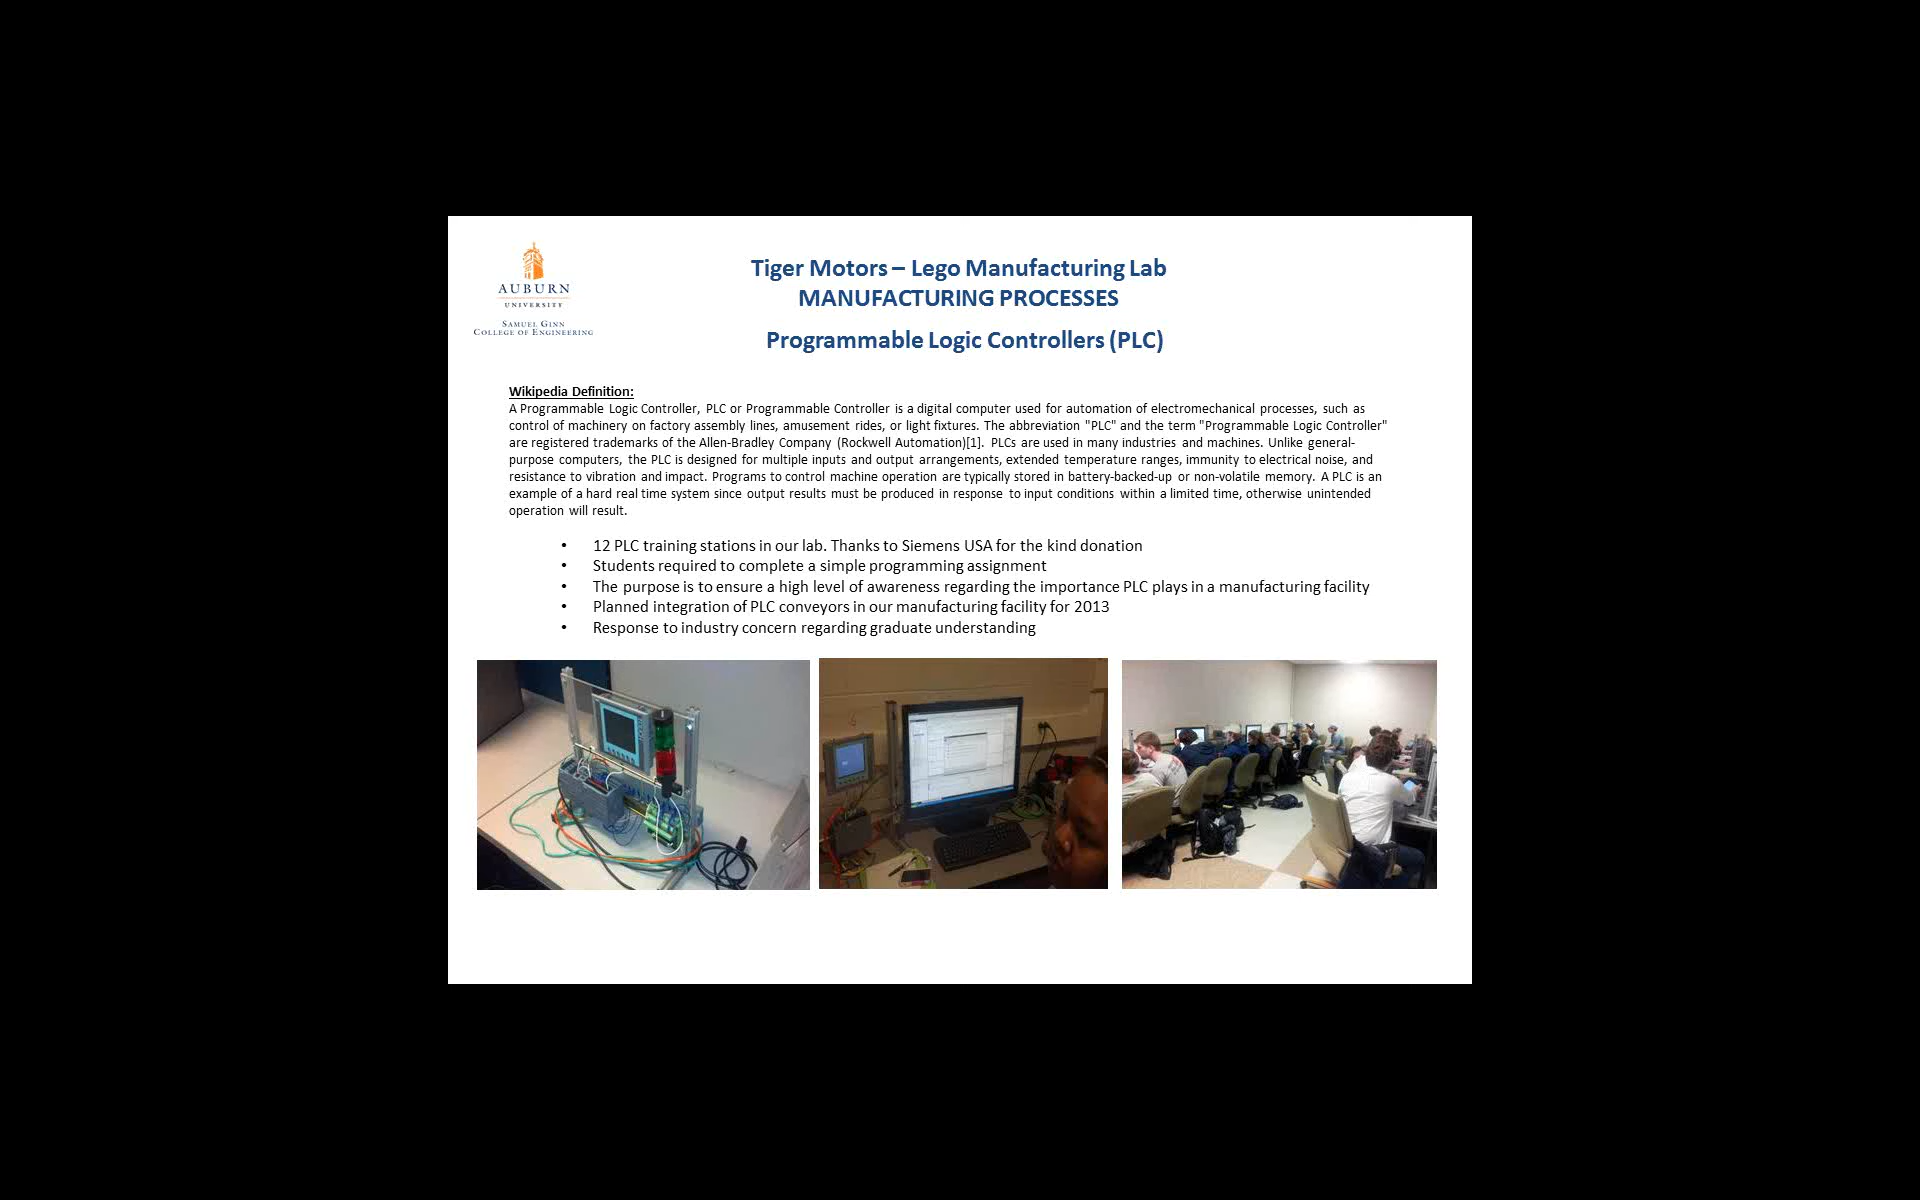 AUBURN
UNIVERSITY
SAMUEL GINN
COLLEGE OF ENGINEERING
Tiger Motors – Lego Manufacturing Lab
MANUFACTURING PROCESSES
Programmable Logic Controllers (PLC)
Wikipedia Definition:
A Programmable Logic Controller, PLC or Programmable Controller is a digital computer used for automation of electromechanical processes, such as
control of machinery on factory assembly lines, amusement rides, or light fixtures. The abbreviation "PLC" and the term "Programmable Logic Controller"
are registered trademarks of the Allen-Bradley Company (Rockwell Automation)[1]. PLCs are used in many industries and machines. Unlike general-
purpose computers, the PLC is designed for multiple inputs and output arrangements, extended temperature ranges, immunity to electrical noise, and
resistance to vibration and impact. Programs to control machine operation are typically stored in battery-backed-up or non-volatile memory. A PLC is an
example of a hard real time system since output results must be produced in response to input conditions within a limited time, otherwise unintended
operation will result.
• 12 PLC training stations in our lab. Thanks to Siemens USA for the kind donation
• Students required to complete a simple programming assignment
• The purpose is to ensure a high level of awareness regarding the importance PLC plays in a manufacturing facility
• Planned integration of PLC conveyors in our manufacturing facility for 2013
• Response to industry concern regarding graduate understanding